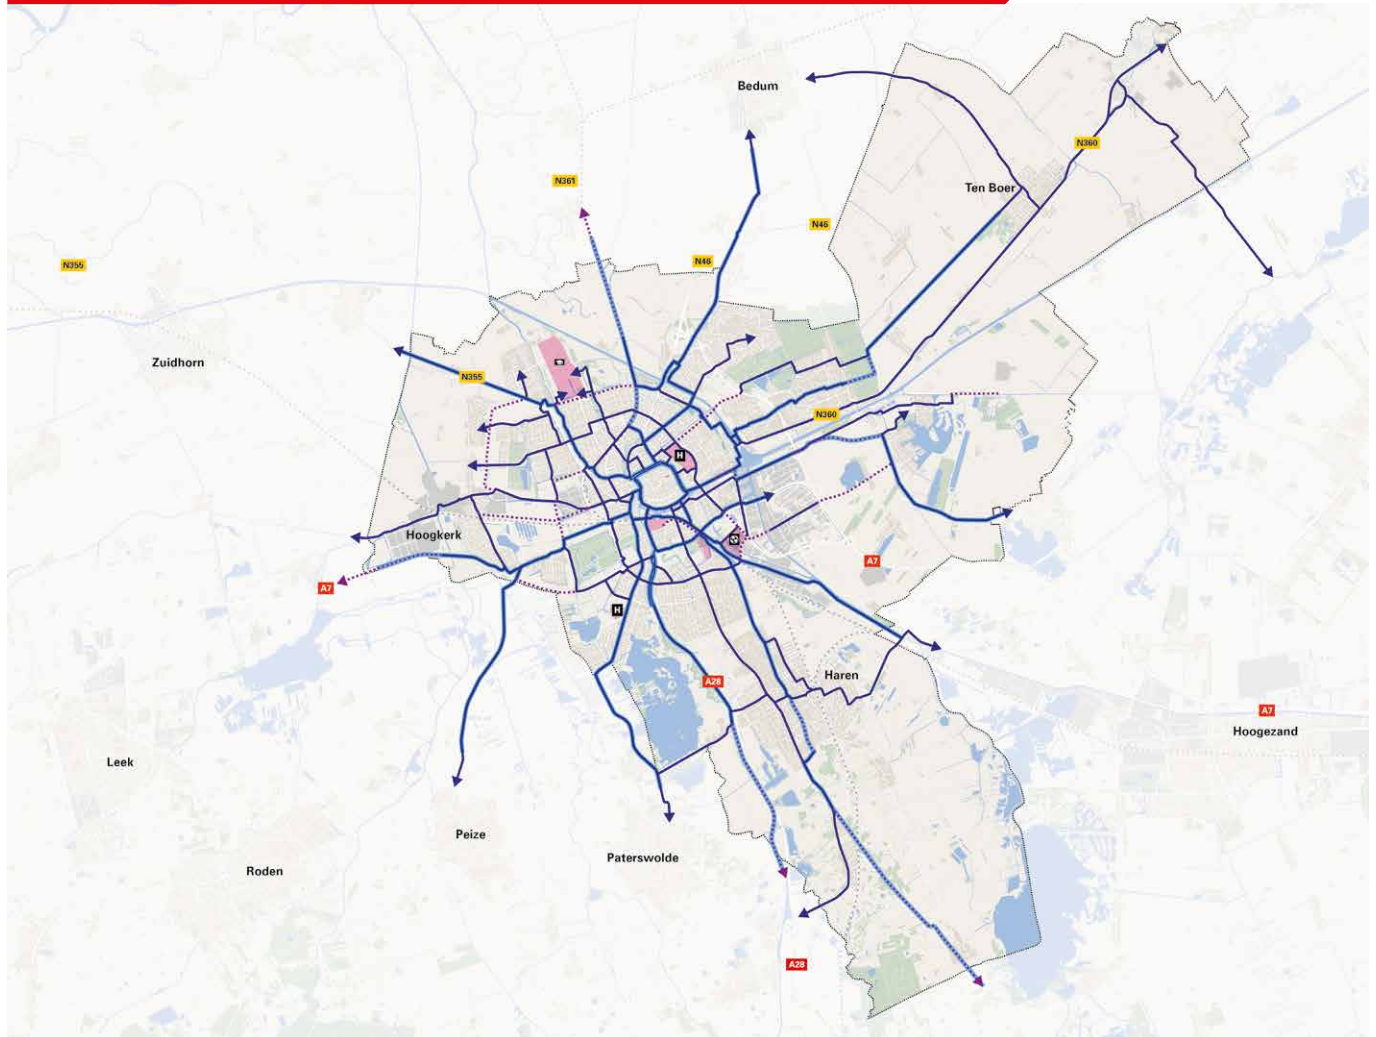 Bedum
N361
N360
Ten Boer
N46
N355
N46
Zuidhorn
N355
N360
H
Hoogkerk
A7
A7
H
Haren
A28
A7
Hoogezand
Leek
Peize
Paterswolde
Roden
A28